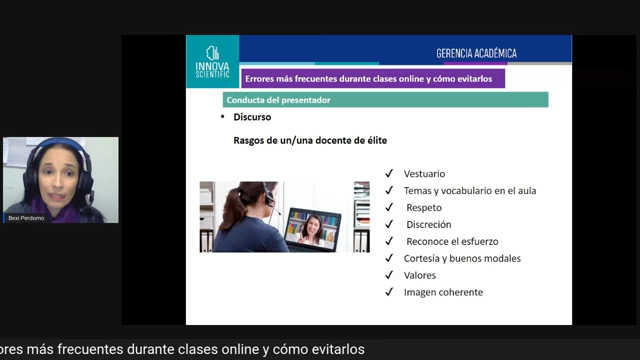 INNOVA
SCIENTIFIC
GERENCIA ACADÉMICA
Errores más frecuentes durante clases online y cómo evitarlos
Conducta del presentador
• Discurso
Rasgos de un/una docente de élite
✓ Vestuario
✓ Temas y vocabulario en el aula
✓ Respeto
✓ Discreción
✓ Reconoce el esfuerzo
✓ Cortesía y buenos modales
✓ Valores
✓ Imagen coherente
Bexi Perdomo
ores más frecuentes durante clases online y cómo evitarlos